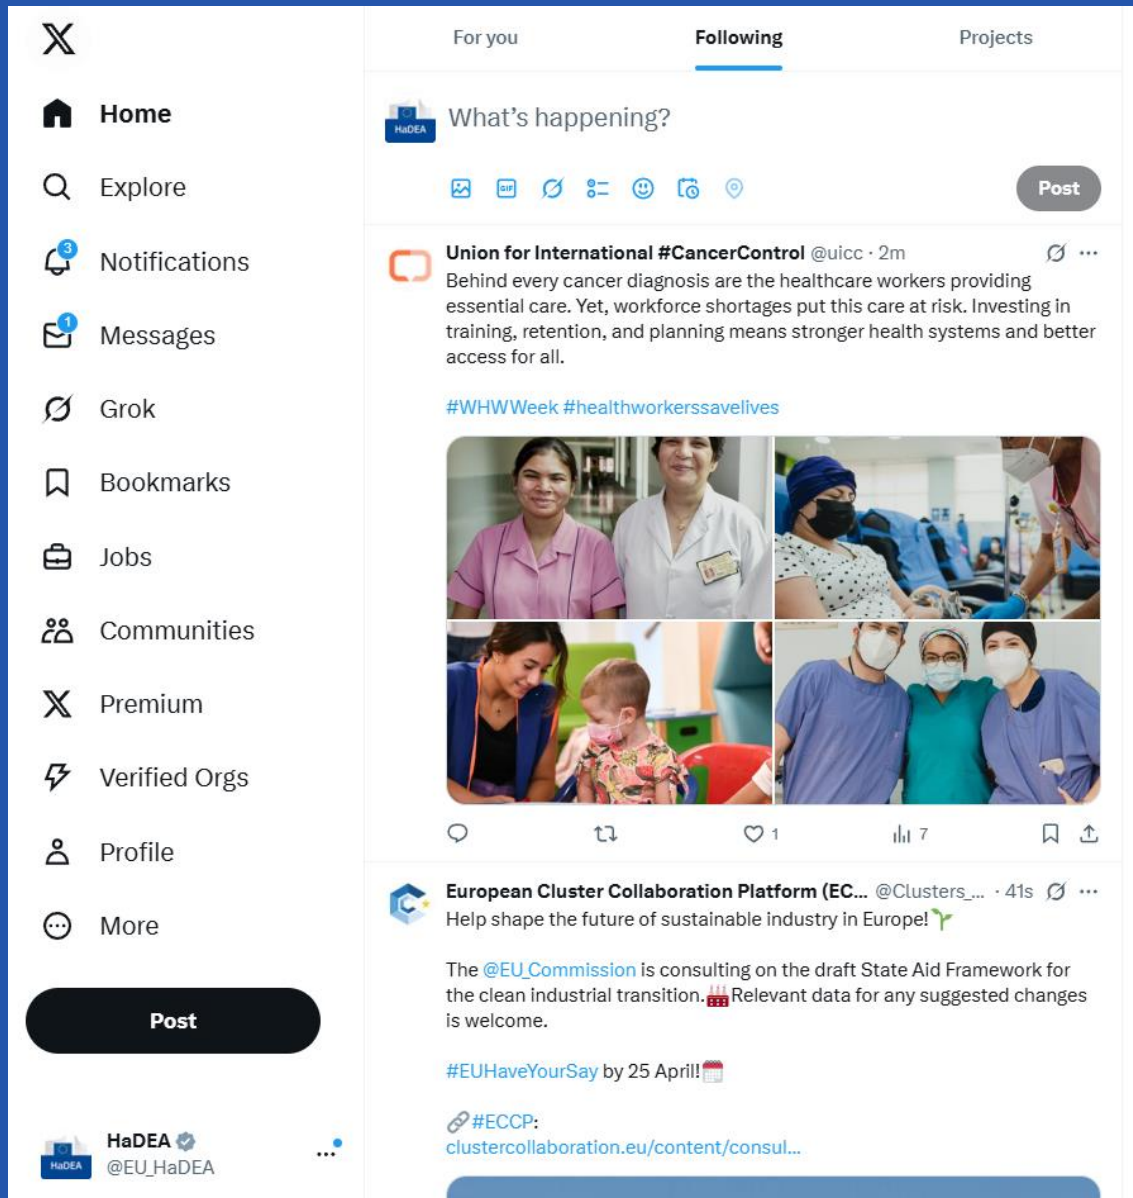 For you
Following
Projects
Home
Explore
3
Notifications
1
Messages
Grok
Bookmarks
Jobs
Communities
Premium
Verified Orgs
Profile
More
Post
HaDEA
HaDEA
@EU_HaDEA
HaDEA
What's happening?
GIF
Post
Union for International #CancerControl @uicc · 2m
Behind every cancer diagnosis are the healthcare workers providing
essential care. Yet, workforce shortages put this care at risk. Investing in
training, retention, and planning means stronger health systems and better
access for all.
#WHWWeek #healthworkerssavelives
1
7
European Cluster Collaboration Platform (EC... @Clusters_... · 41s
Help shape the future of sustainable industry in Europe!🌱
The @EU_Commission is consulting on the draft State Aid Framework for
the clean industrial transition.🏭Relevant data for any suggested changes
is welcome.
#EUHaveYourSay by 25 April!🗓️
🔗#ECCP:
clustercollaboration.eu/content/consul...